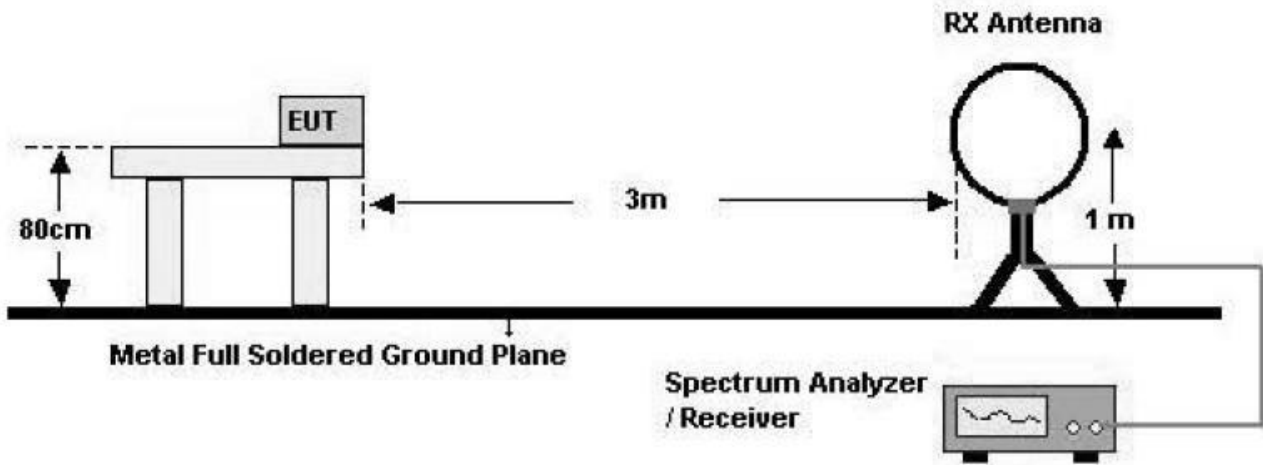 RX Antenna
EUT
3m
80cm
1 m
Metal Full Soldered Ground Plane
Spectrum Analyzer
/ Receiver